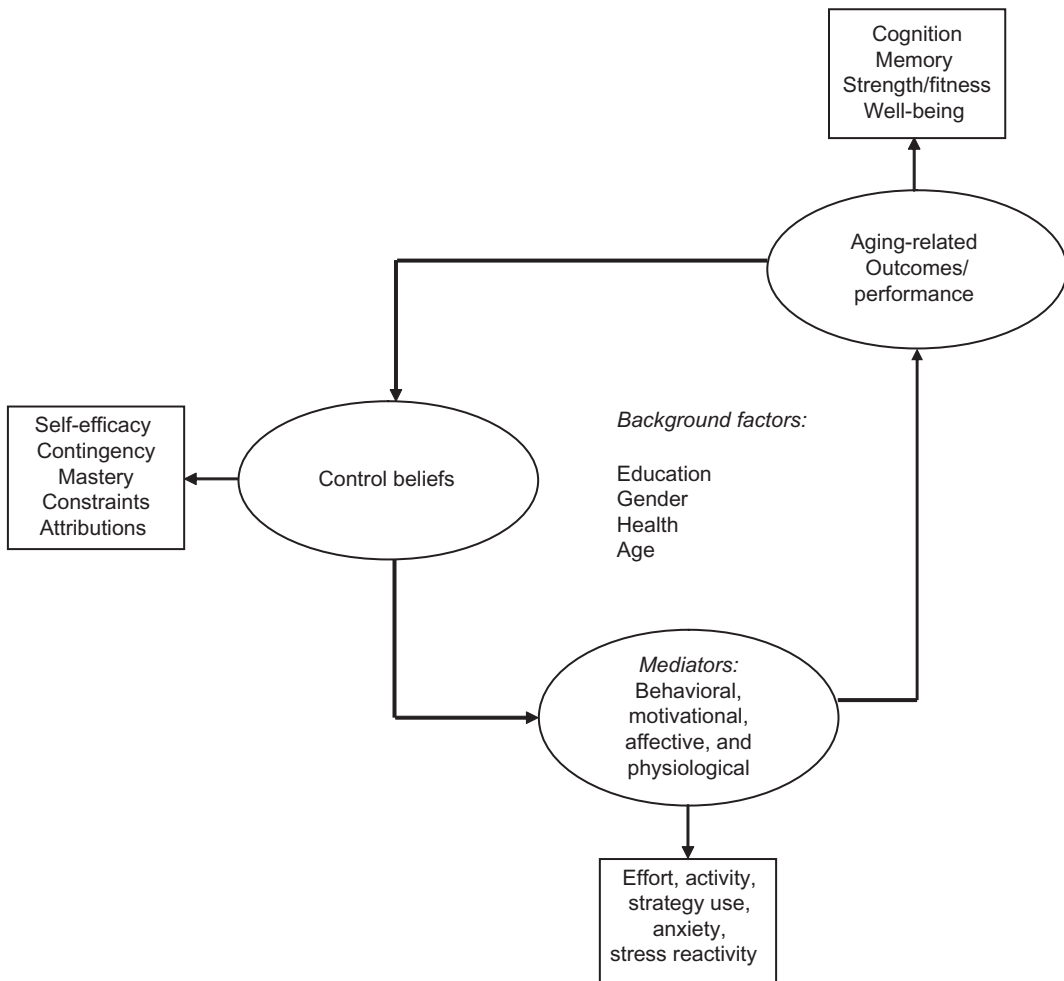 Cognition
Memory
Strength/fitness
Well-being
Aging-related
Outcomes/
performance
Self-efficacy
Contingency
Mastery
Constraints
Attributions
Control beliefs
Background factors:
Education
Gender
Health
Age
Mediators:
Behavioral,
motivational,
affective, and
physiological
Effort, activity,
strategy use,
anxiety,
stress reactivity